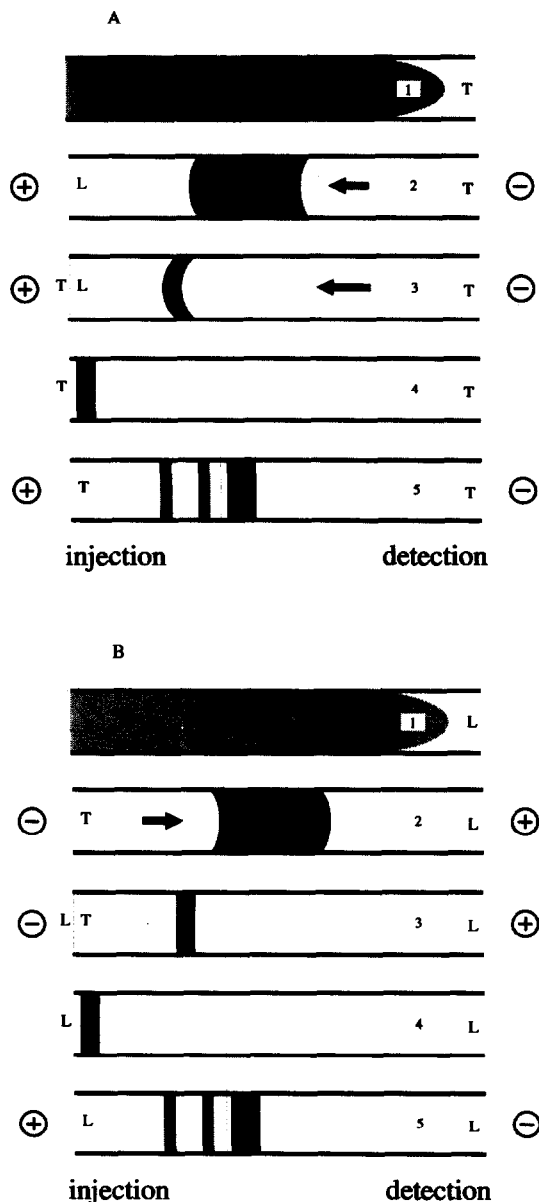 A
1 T
⊕ L 2 T ⊖
⊕ T L 3 T ⊖
T 4 T
⊕ T 5 T ⊖
injection detection
B
1 L
⊖ T 2 L ⊕
⊖ L T 3 L ⊕
L 4 L
⊕ L 5 L ⊖
injection detection